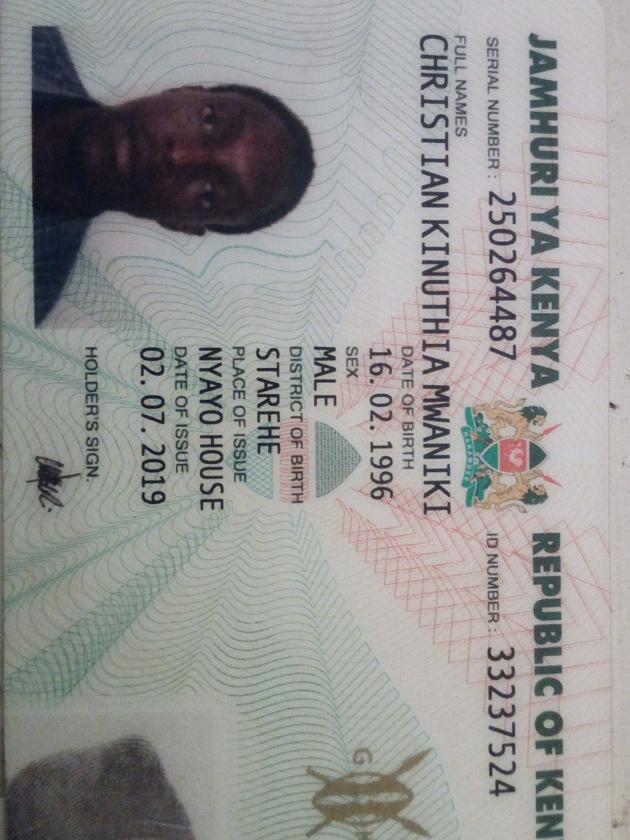 JAMHURI YA KENYA
REPUBLIC OF KEN
SERIAL NUMBER: 250264487
ID NUMBER: 33237524
FULL NAMES
CHRISTIAN KINUTHIA MWANIKI
DATE OF BIRTH
16. 02. 1996
SEX
MALE
DISTRICT OF BIRTH
STAREHE
PLACE OF ISSUE
NYAYO HOUSE
DATE OF ISSUE
02. 07. 2019
HOLDER'S SIGN.
HARAMBEE
G